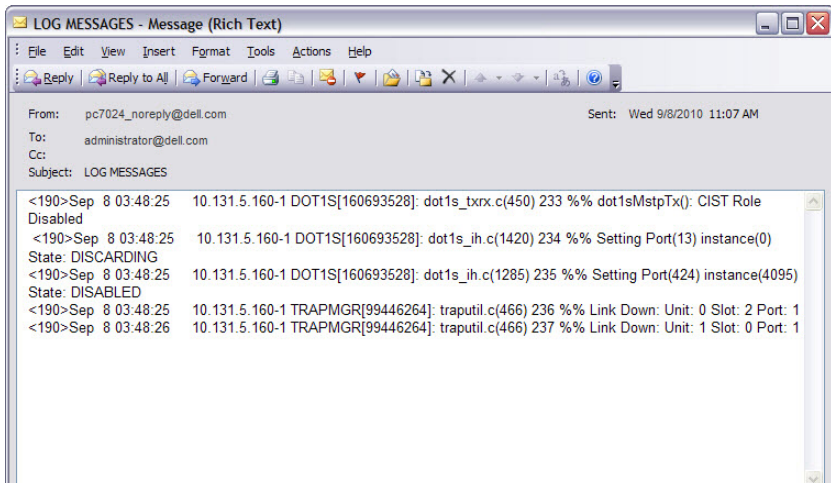 LOG MESSAGES - Message (Rich Text)
File Edit View Insert Format Tools Actions Help
Reply Reply to All Forward
From: pc7024_noreply@dell.com Sent: Wed 9/8/2010 11:07 AM
To: administrator@dell.com
Cc:
Subject: LOG MESSAGES
<190>Sep 8 03:48:25 10.131.5.160-1 DOT1S[160693528]: dot1s_txrx.c(450) 233 %% dot1sMstpTx(): CIST Role
Disabled
<190>Sep 8 03:48:25 10.131.5.160-1 DOT1S[160693528]: dot1s_ih.c(1420) 234 %% Setting Port(13) instance(0)
State: DISCARDING
<190>Sep 8 03:48:25 10.131.5.160-1 DOT1S[160693528]: dot1s_ih.c(1285) 235 %% Setting Port(424) instance(4095)
State: DISABLED
<190>Sep 8 03:48:25 10.131.5.160-1 TRAPMGR[99446264]: traputil.c(466) 236 %% Link Down: Unit: 0 Slot: 2 Port: 1
<190>Sep 8 03:48:26 10.131.5.160-1 TRAPMGR[99446264]: traputil.c(466) 237 %% Link Down: Unit: 1 Slot: 0 Port: 1